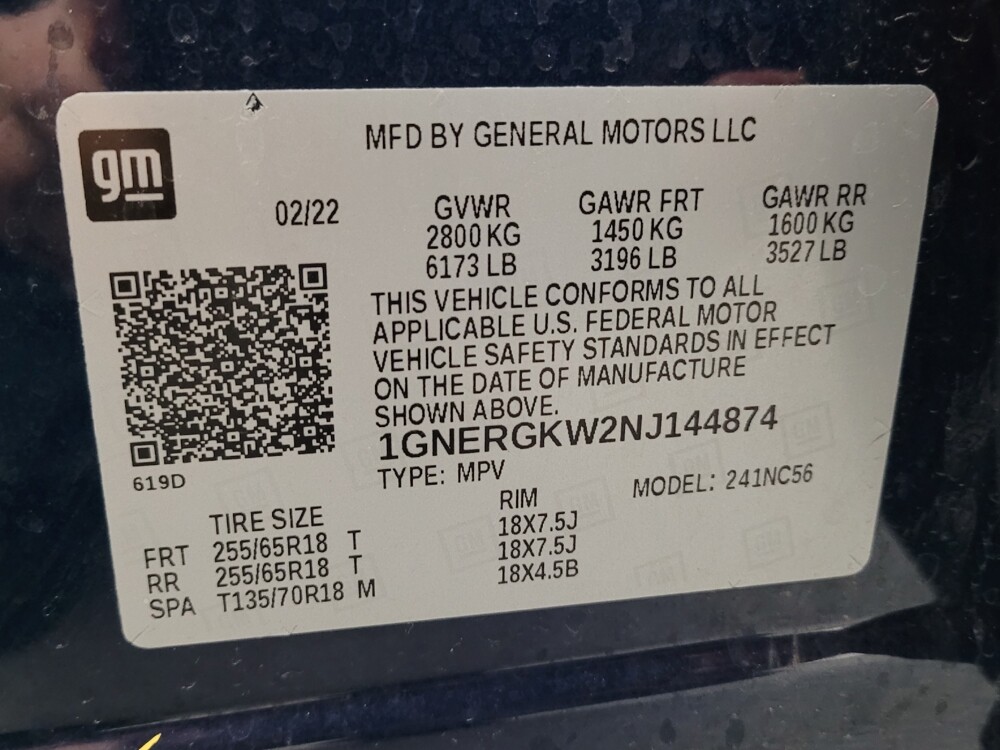 gm
MFD BY GENERAL MOTORS LLC
02/22
GVWR GAWR FRT GAWR RR
2800 KG 1450 KG 1600 KG
6173 LB 3196 LB 3527 LB
THIS VEHICLE CONFORMS TO ALL
APPLICABLE U.S. FEDERAL MOTOR
VEHICLE SAFETY STANDARDS IN EFFECT
ON THE DATE OF MANUFACTURE
SHOWN ABOVE.
1GNERGKW2NJ144874
619D
TYPE: MPV MODEL: 241NC56
TIRE SIZE RIM
FRT 255/65R18 T 18X7.5J
RR 255/65R18 T 18X7.5J
SPA T135/70R18 M 18X4.5B